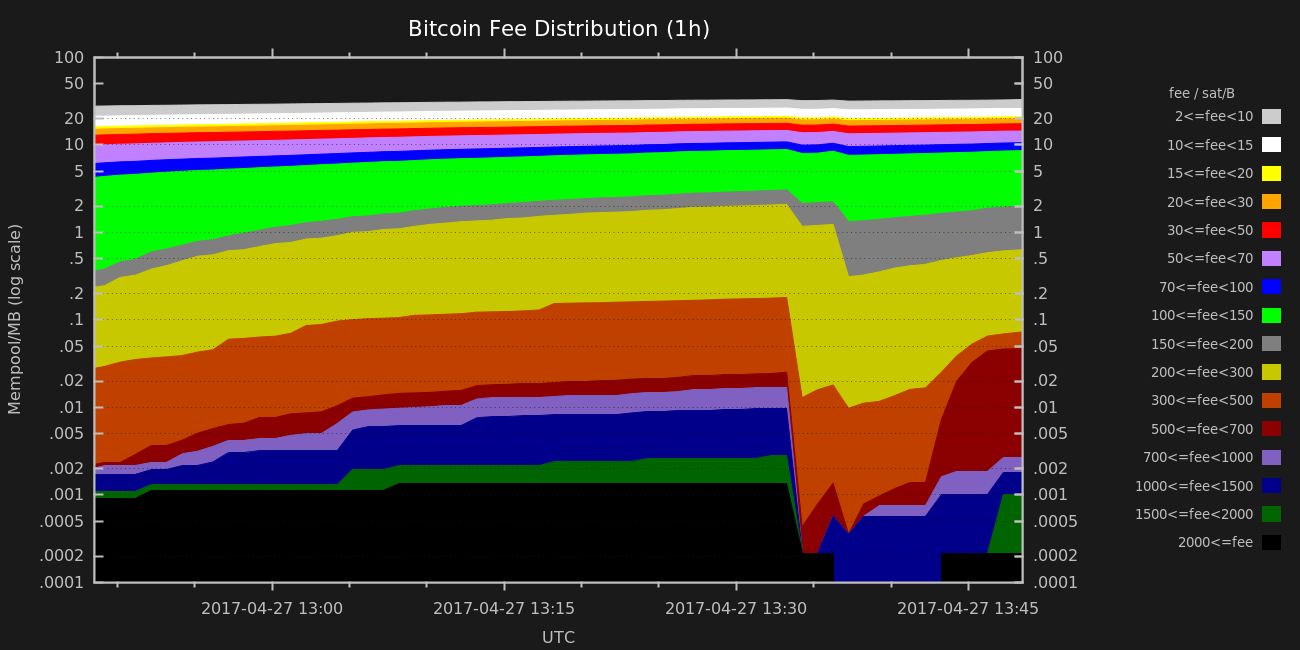 Bitcoin Fee Distribution (1h)
100 100
50 50
20 20
10 10
5 5
2 2
1 1
.5 .5
.2 .2
.1 .1
.05 .05
.02 .02
.01 .01
.005 .005
.002 .002
.001 .001
.0005 .0005
.0002 .0002
.0001 .0001
Mempool/MB (log scale)
2017-04-27 13:00 2017-04-27 13:15 2017-04-27 13:30 2017-04-27 13:45
UTC
fee / sat/B
2<=fee<10
10<=fee<15
15<=fee<20
20<=fee<30
30<=fee<50
50<=fee<70
70<=fee<100
100<=fee<150
150<=fee<200
200<=fee<300
300<=fee<500
500<=fee<700
700<=fee<1000
1000<=fee<1500
1500<=fee<2000
2000<=fee